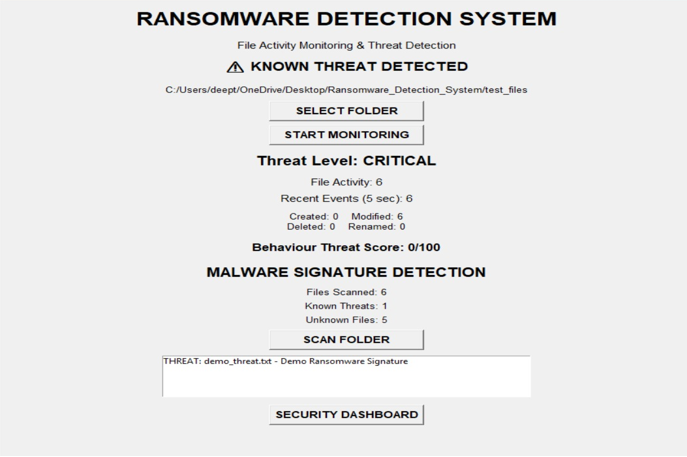 RANSOMWARE DETECTION SYSTEM
File Activity Monitoring & Threat Detection
⚠ KNOWN THREAT DETECTED
C:/Users/deept/OneDrive/Desktop/Ransomware_Detection_System/test_files
SELECT FOLDER
START MONITORING
Threat Level: CRITICAL
File Activity: 6
Recent Events (5 sec): 6
Created: 0 Modified: 6
Deleted: 0 Renamed: 0
Behaviour Threat Score: 0/100
MALWARE SIGNATURE DETECTION
Files Scanned: 6
Known Threats: 1
Unknown Files: 5
SCAN FOLDER
THREAT: demo_threat.txt - Demo Ransomware Signature
SECURITY DASHBOARD